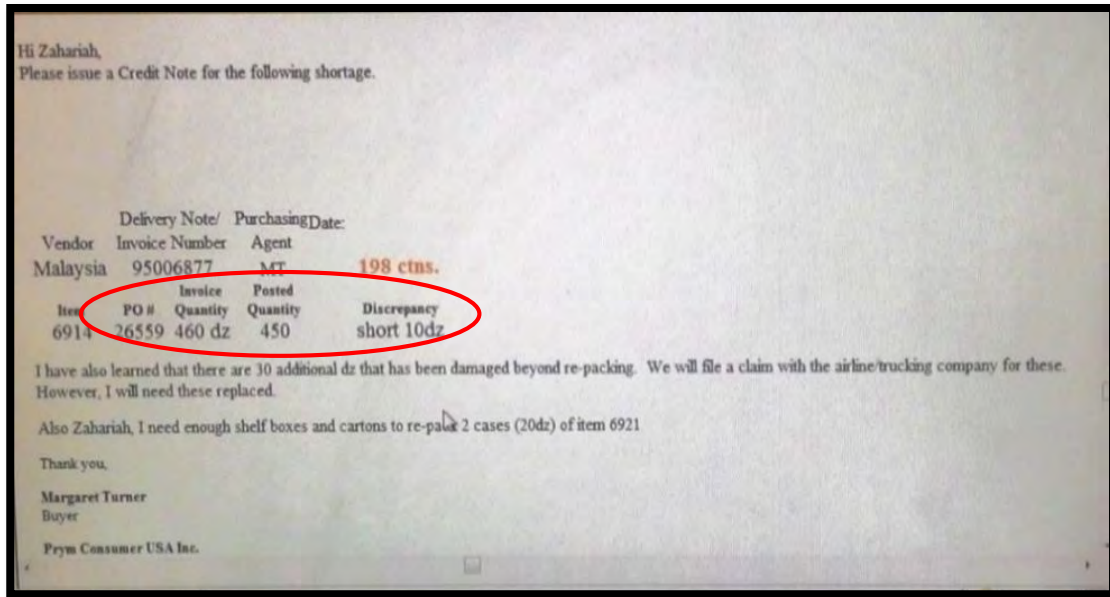 Hi Zahariah,
Please issue a Credit Note for the following shortage.
Delivery Note/ Purchasing Date:
Vendor Invoice Number Agent
Malaysia 95006877 MT 198 ctns.
Invoice Posted
Item PO # Quantity Quantity Discrepancy
6914 26559 460 dz 450 short 10dz
I have also learned that there are 30 additional dz that has been damaged beyond re-packing. We will file a claim with the airline/trucking company for these.
However, I will need these replaced.
Also Zahariah, I need enough shelf boxes and cartons to re-pack 2 cases (20dz) of item 6921
Thank you,
Margaret Turner
Buyer
Prym Consumer USA Inc.